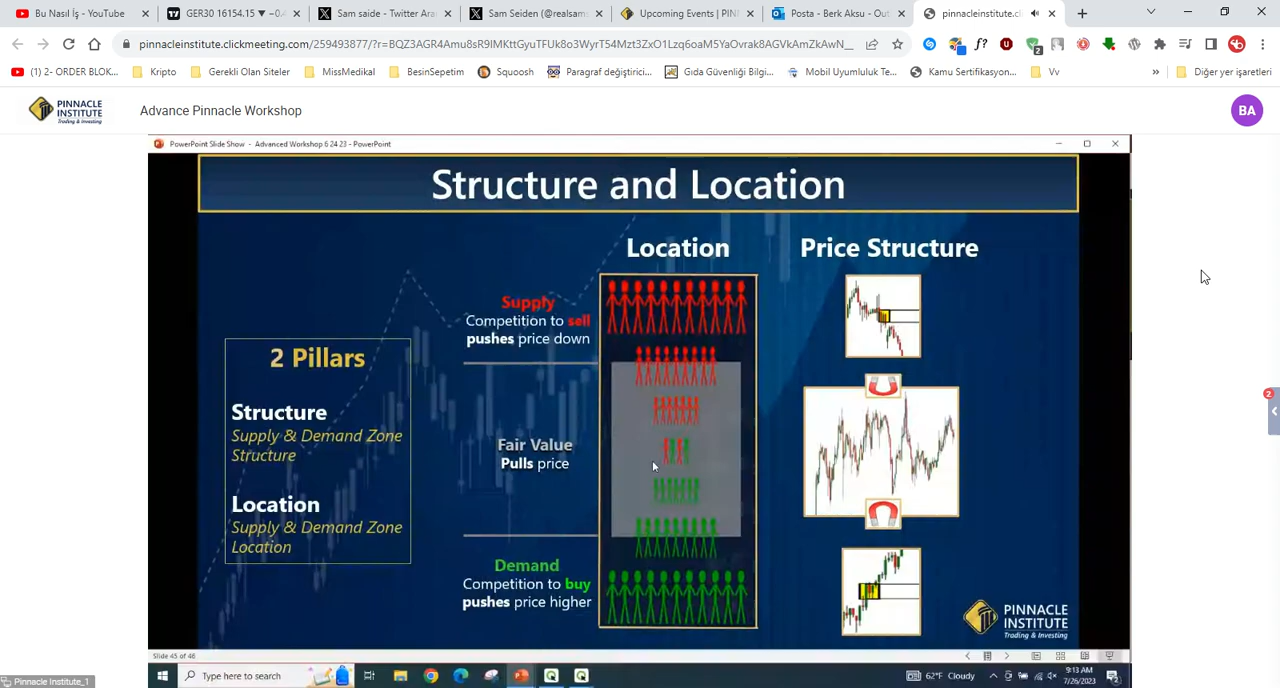 Bu Nasıl İş - YouTube
GER30 16154.15 ▼ −0.
Sam saide - Twitter Ara
Sam Seiden (@realsam
Upcoming Events | PIN
Posta - Berk Aksu - Out
pinnacleinstitute.c
pinnacleinstitute.clickmeeting.com
(1) 2- ORDER BLOK...
Kripto
Gerekli Olan Siteler
MissMedikal
BesinSepetim
Squoosh
Paragraf değiştirici...
Gıda Güvenliği Bilgi...
Mobil Uyumluluk Te...
Kamu Sertifikasyon...
Vv
Diğer yer işaretleri
PINNACLE
INSTITUTE
Trading & Investing
Advance Pinnacle Workshop
BA
PowerPoint Slide Show - Advanced Workshop 6 24 23 - PowerPoint
Structure and Location
Location
Price Structure
Supply
Competition to sell
pushes price down
2 Pillars
Structure
Supply & Demand Zone
Structure
Location
Supply & Demand Zone
Location
Fair Value
Pulls price
Demand
Competition to buy
pushes price higher
PINNACLE
INSTITUTE
Trading & Investing
2
Slide 45 of 46
Type here to search
62°F Cloudy
9:13 AM
7/26/2023
Pinnacle Institute_1